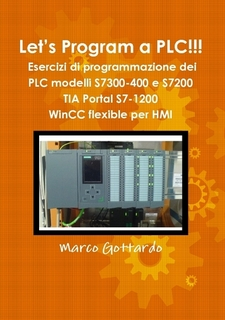 Let's Program a PLC!!!
Esercizi di programmazione dei
PLC modelli S7300-400 e S7200
TIA Portal S7-1200
WinCC flexible per HMI
Marco Gottardo